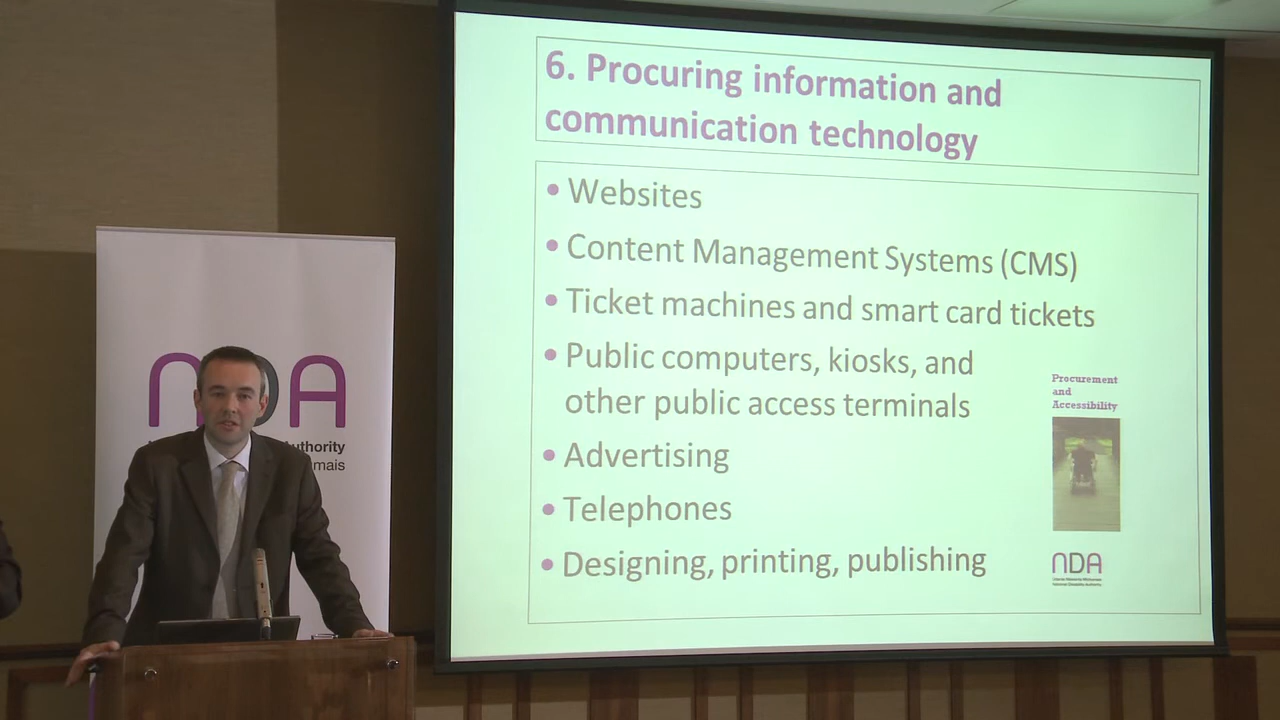 6. Procuring information and
communication technology
• Websites
• Content Management Systems (CMS)
• Ticket machines and smart card tickets
• Public computers, kiosks, and
other public access terminals
• Advertising
• Telephones
• Designing, printing, publishing
Procurement
and
Accessibility
NDA
NDA
uthority
mais